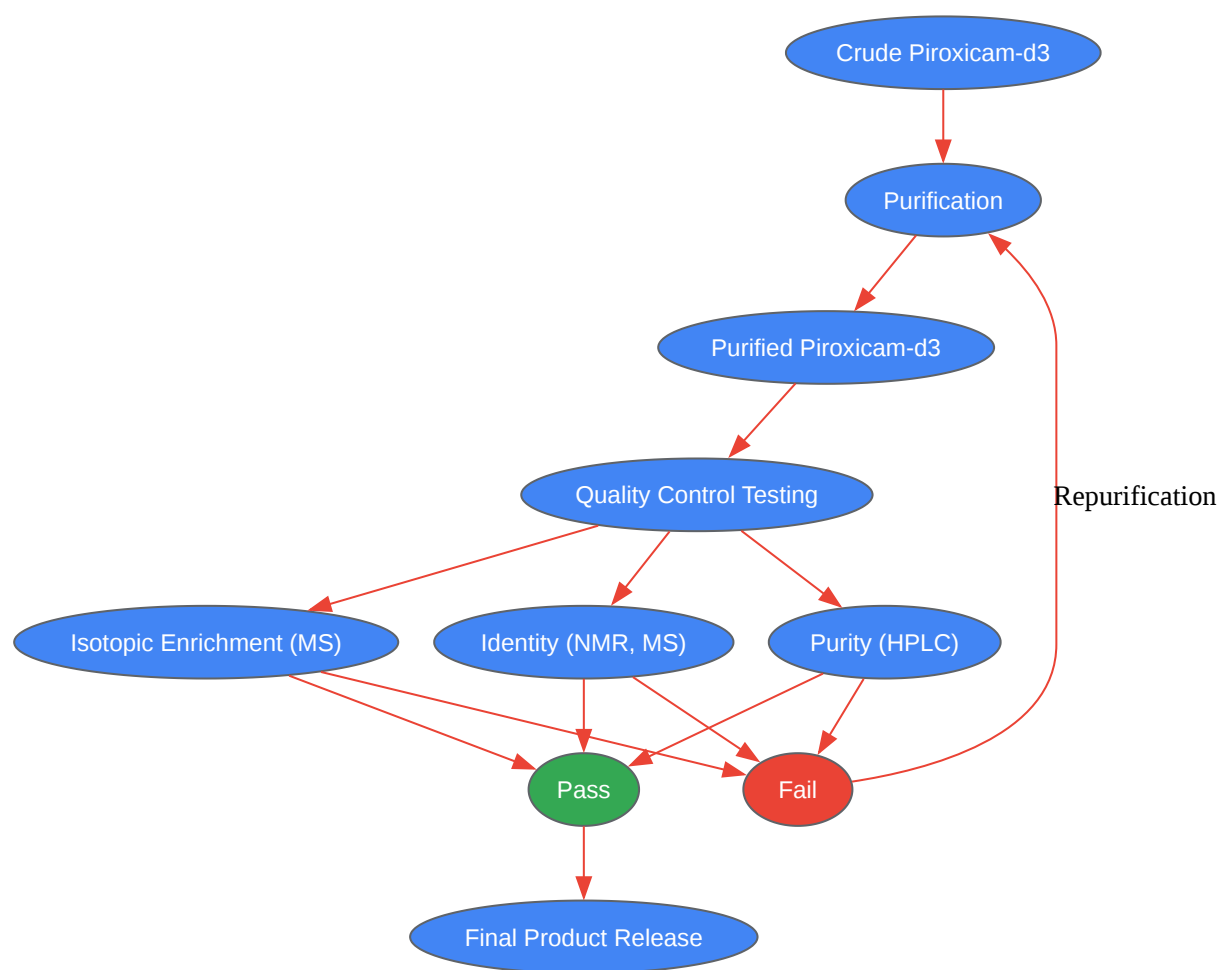 Crude Piroxicam-d3
Purification
Purified Piroxicam-d3
Quality Control Testing
Repurification
Isotopic Enrichment (MS)
Identity (NMR, MS)
Purity (HPLC)
Pass
Fail
Final Product Release